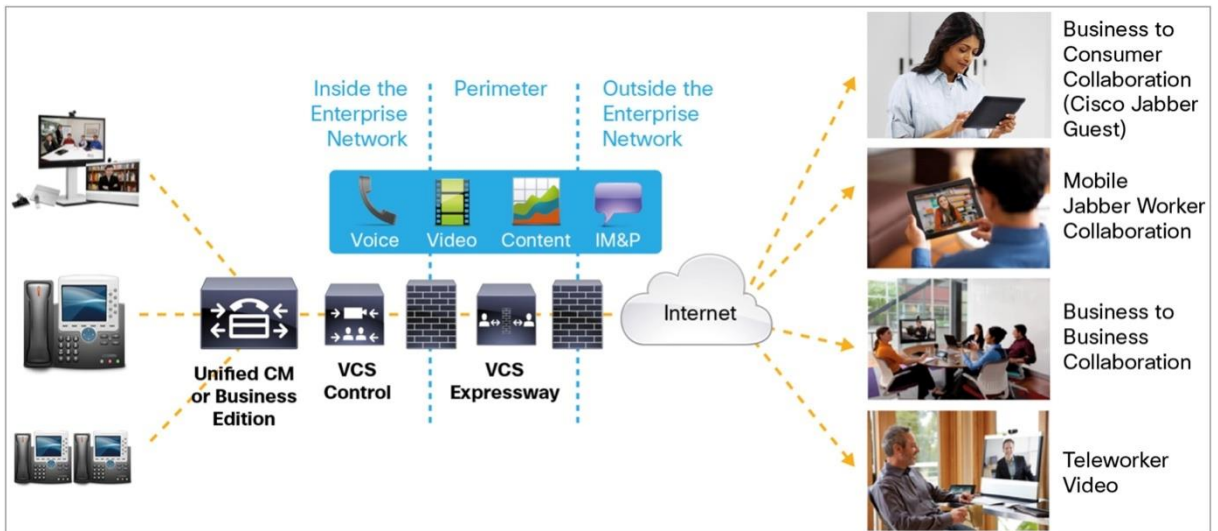 Inside the
Enterprise
Network
Perimeter
Outside the
Enterprise
Network
Voice
Video
Content
IM&P
Unified CM
or Business
Edition
VCS
Control
VCS
Expressway
Internet
Business to
Consumer
Collaboration
(Cisco Jabber
Guest)
Mobile
Jabber Worker
Collaboration
Business to
Business
Collaboration
Teleworker
Video